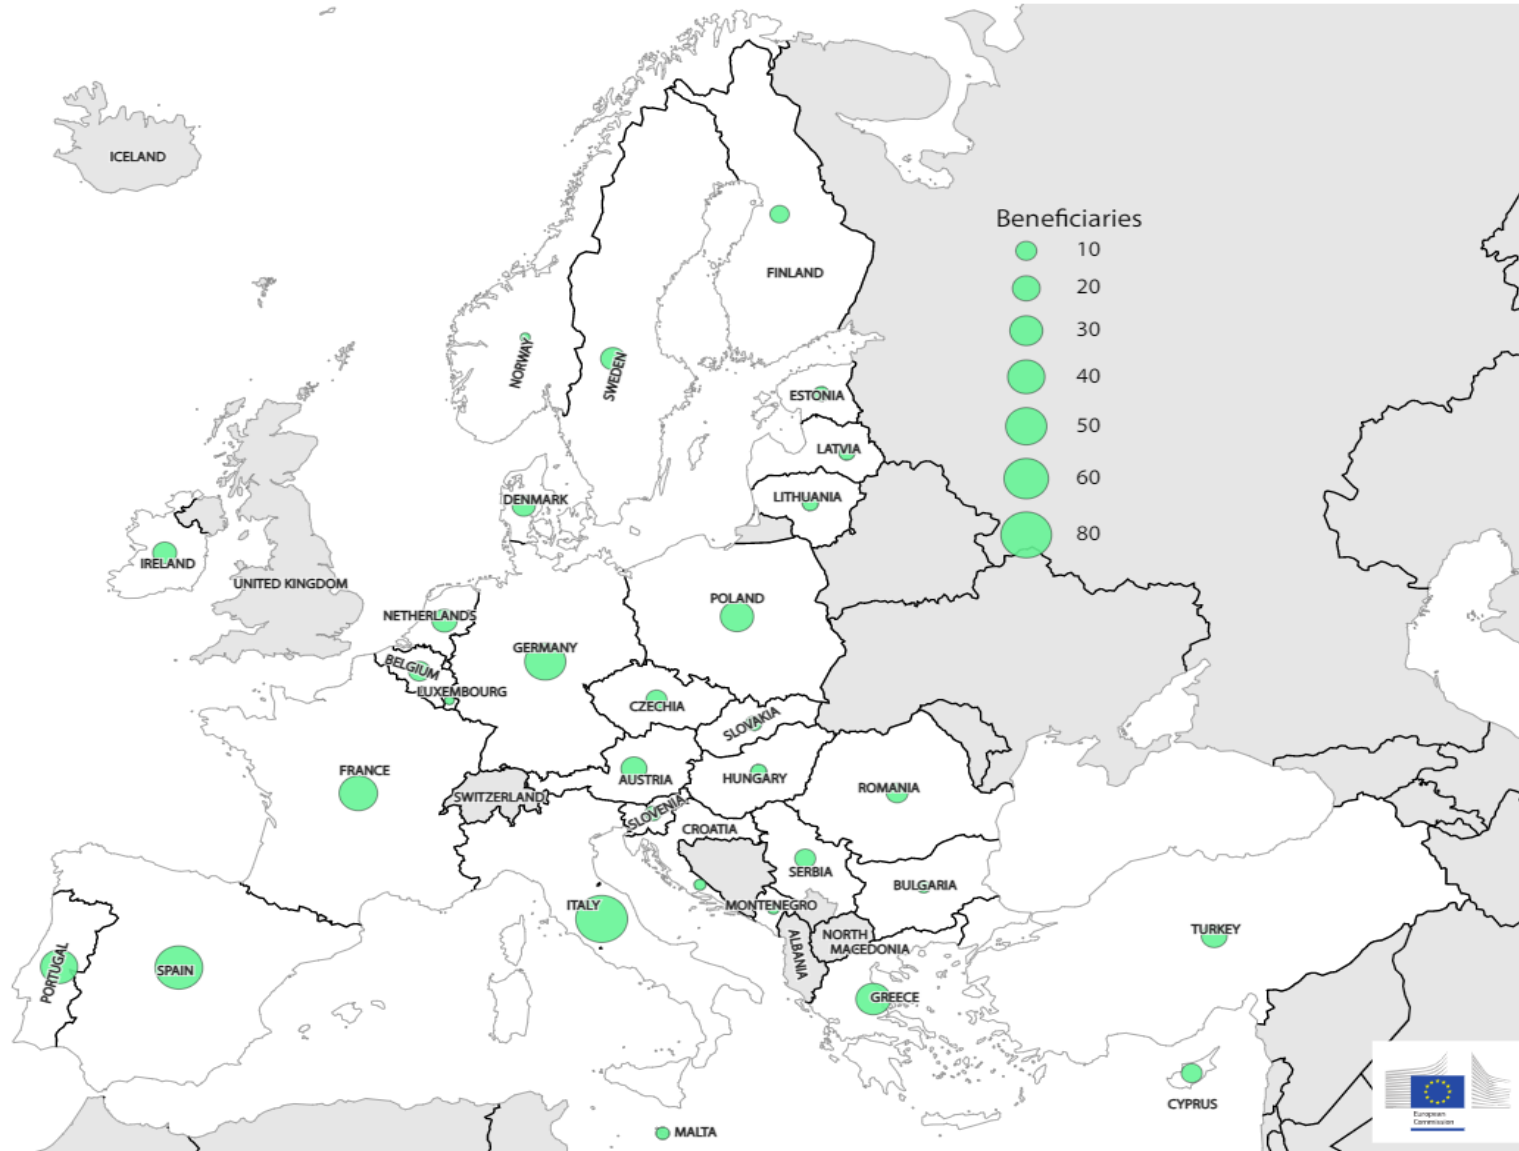 ICELAND
Beneficiaries
10
20
30
40
50
60
80
FINLAND
NORWAY
SWEDEN
ESTONIA
LATVIA
LITHUANIA
DENMARK
IRELAND
UNITED KINGDOM
NETHERLANDS
POLAND
GERMANY
BELGIUM
LUXEMBOURG
CZECHIA
SLOVAKIA
FRANCE
AUSTRIA
HUNGARY
ROMANIA
SWITZERLAND
SLOVENIA
CROATIA
SERBIA
BULGARIA
ITALY
MONTENEGRO
ALBANIA
NORTH
MACEDONIA
TURKEY
PORTUGAL
SPAIN
GREECE
CYPRUS
MALTA
European
Commission